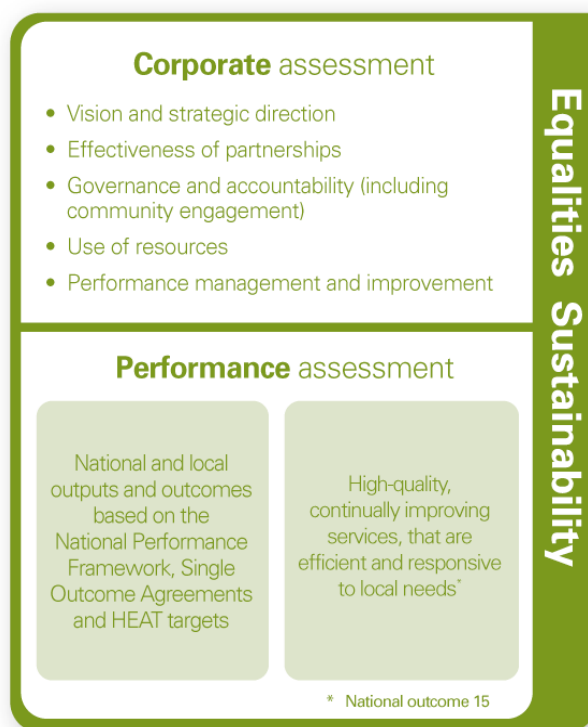 Corporate assessment
• Vision and strategic direction
• Effectiveness of partnerships
• Governance and accountability (including
community engagement)
• Use of resources
• Performance management and improvement
Performance assessment
National and local
outputs and outcomes
based on the
National Performance
Framework, Single
Outcome Agreements
and HEAT targets
High-quality,
continually improving
services, that are
efficient and responsive
to local needs*
* National outcome 15
Equalities Sustainability